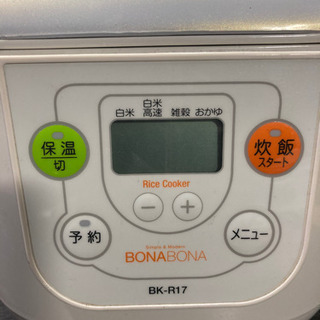 白米
白米
高速
雑穀
おかゆ
保温
切
炊飯
スタート
Rice Cooker
予約
メニュー
Simple & Modern
BONABONA
BK-R17